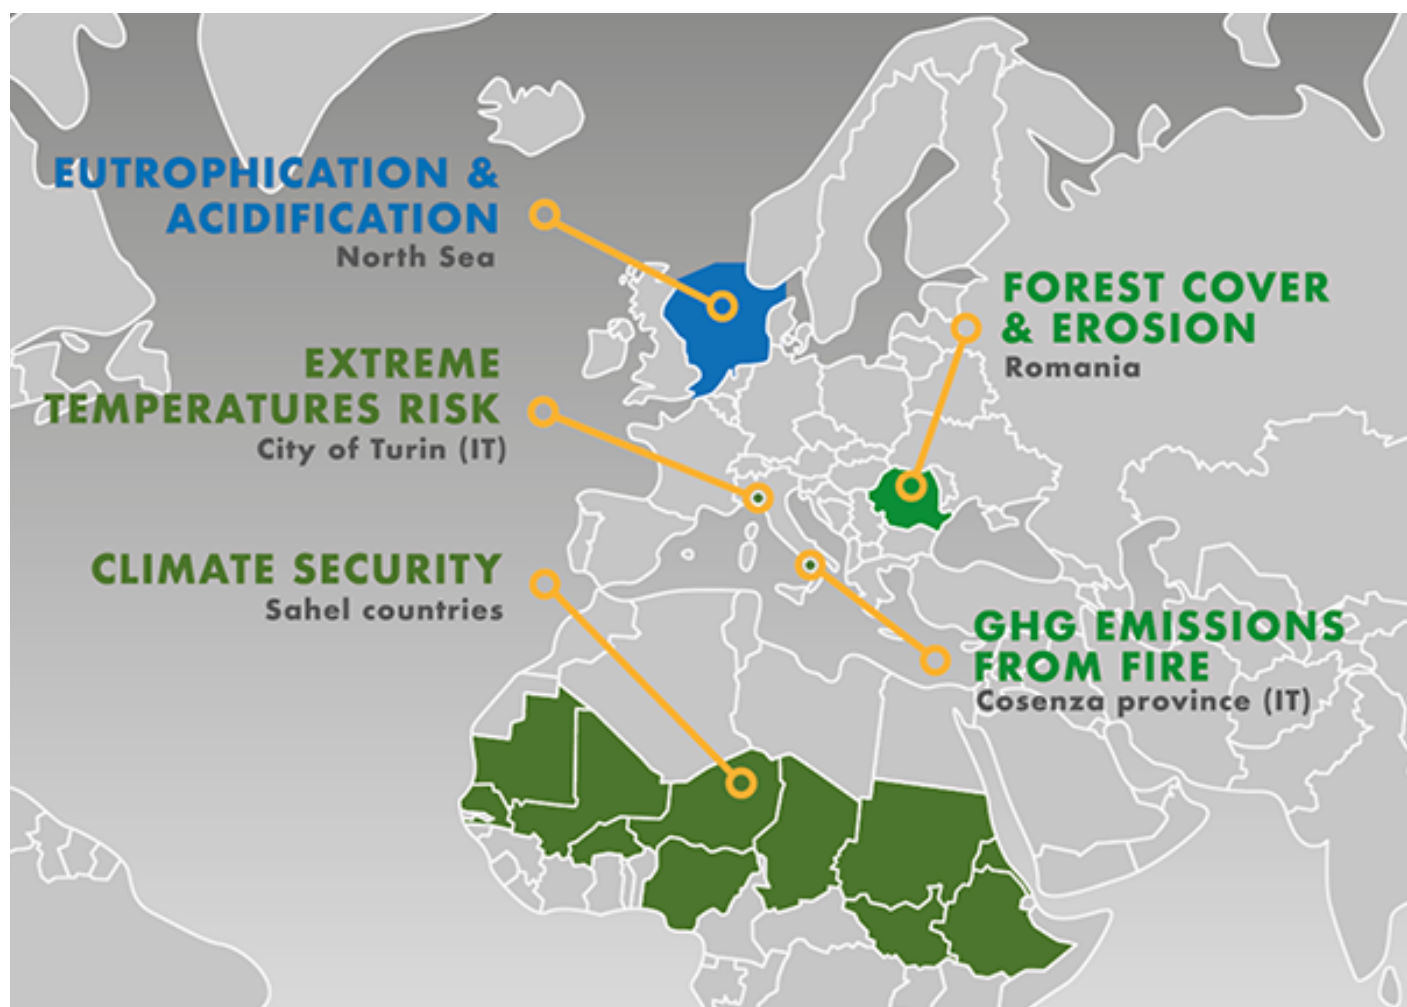 EUTROPHICATION &
ACIDIFICATION
North Sea
FOREST COVER
& EROSION
Romania
EXTREME
TEMPERATURES RISK
City of Turin (IT)
CLIMATE SECURITY
Sahel countries
GHG EMISSIONS
FROM FIRE
Cosenza province (IT)